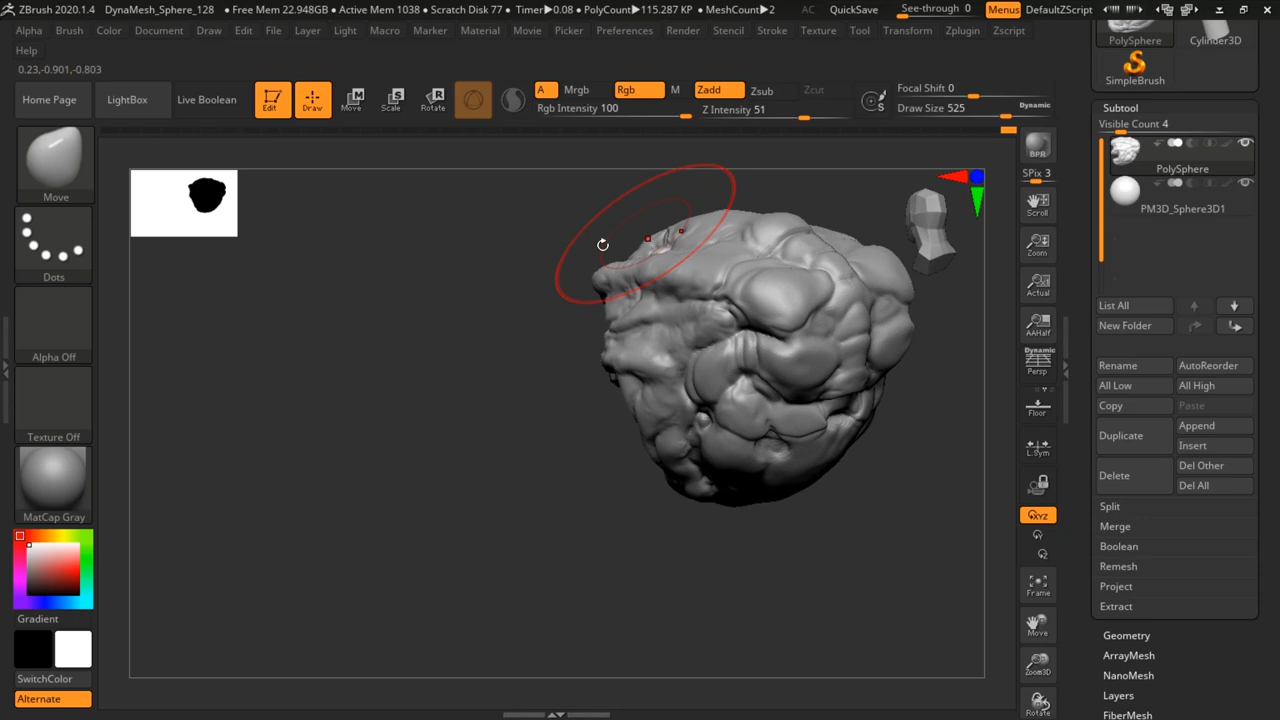 ZBrush 2020.1.4 DynaMesh_Sphere_128 • Free Mem 22.948GB • Active Mem 1038 • Scratch Disk 77 • Timer▶0.08 • PolyCount▶115.287 KP • MeshCount▶2 AC QuickSave See-through 0 Menus DefaultZScript
Alpha Brush Color Document Draw Edit File Layer Light Macro Marker Material Movie Picker Preferences Render Stencil Stroke Texture Tool Transform Zplugin Zscript
Help
0.23,-0.901,-0.803
Home Page LightBox Live Boolean Edit Draw Move Scale Rotate
A Mrgb Rgb M Zadd Zsub Zcut
Rgb Intensity 100 Z Intensity 51
Focal Shift 0
Draw Size 525 Dynamic
Move
Dots
Alpha Off
Texture Off
MatCap Gray
Gradient
SwitchColor
Alternate
BPR
SPix 3
Scroll
Zoom
Actual
AAHalf
Dynamic
Persp
Floor
L.Sym
XYZ
Y
Z
Frame
Move
Zoom3D
Rotate
PolySphere Cylinder3D
SimpleBrush
Subtool
Visible Count 4
PolySphere
PM3D_Sphere3D1
List All
New Folder
Rename AutoReorder
All Low All High
Copy Paste
Duplicate Append
Insert
Delete Del Other
Del All
Split
Merge
Boolean
Remesh
Project
Extract
Geometry
ArrayMesh
NanoMesh
Layers
FiberMesh